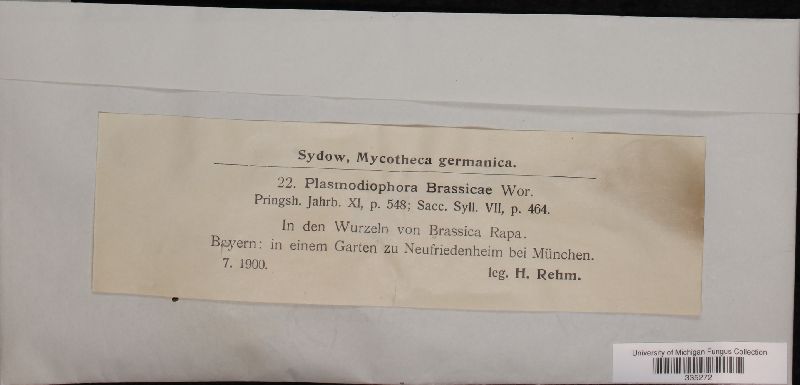 Sydow, Mycotheca germanica.
22. Plasmodiophora Brassicae Wor.
Pringsh. Jahrb. XI, p. 548; Sacc. Syll. VII, p. 464.
In den Wurzeln von Brassica Rapa.
Bayern: in einem Garten zu Neufriedenheim bei München.
7. 1900. leg. H. Rehm.
University of Michigan Fungus Collection
335272